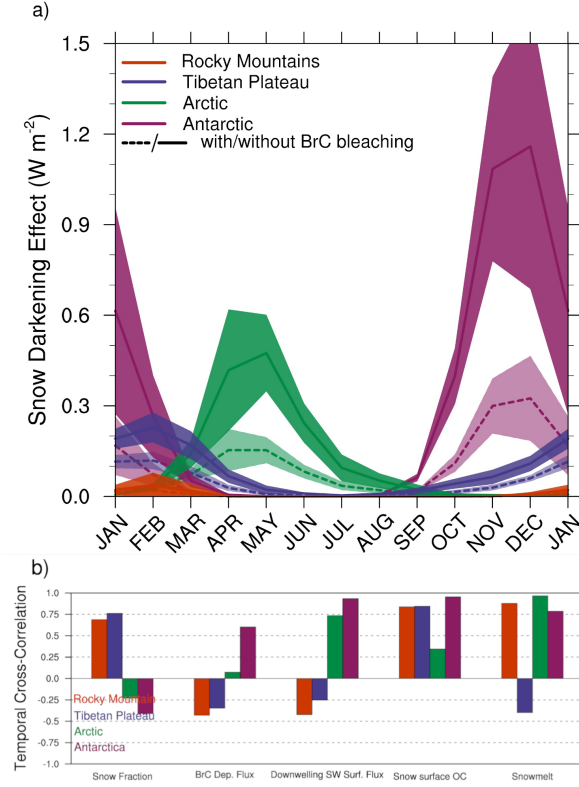 a)
Snow Darkening Effect (W m-2)
1.5
1.2
0.9
0.6
0.3
0.0
Rocky Mountains
Tibetan Plateau
Arctic
Antarctic
with/without BrC bleaching
JAN FEB MAR APR MAY JUN JUL AUG SEP OCT NOV DEC JAN
b)
Temporal Cross-Correlation
1.0
0.75
0.5
0.25
0.0
-0.25
-0.5
-0.75
-1.0
Rocky Mountain
Tibetan Plateau
Arctic
Antarctica
Snow Fraction BrC Dep. Flux Downwelling SW Surf. Flux Snow surface OC Snowmelt